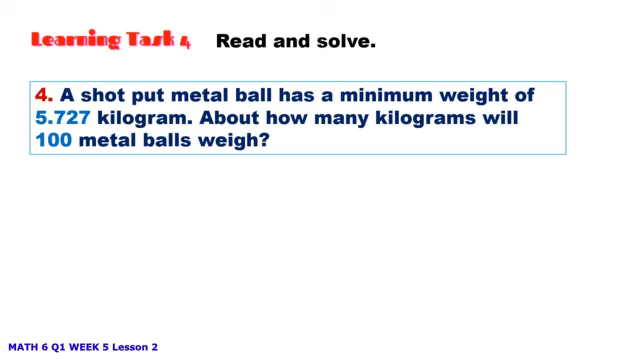 Learning Task 4 Read and solve.
4. A shot put metal ball has a minimum weight of
5.727 kilogram. About how many kilograms will
100 metal balls weigh?
MATH 6 Q1 WEEK 5 Lesson 2